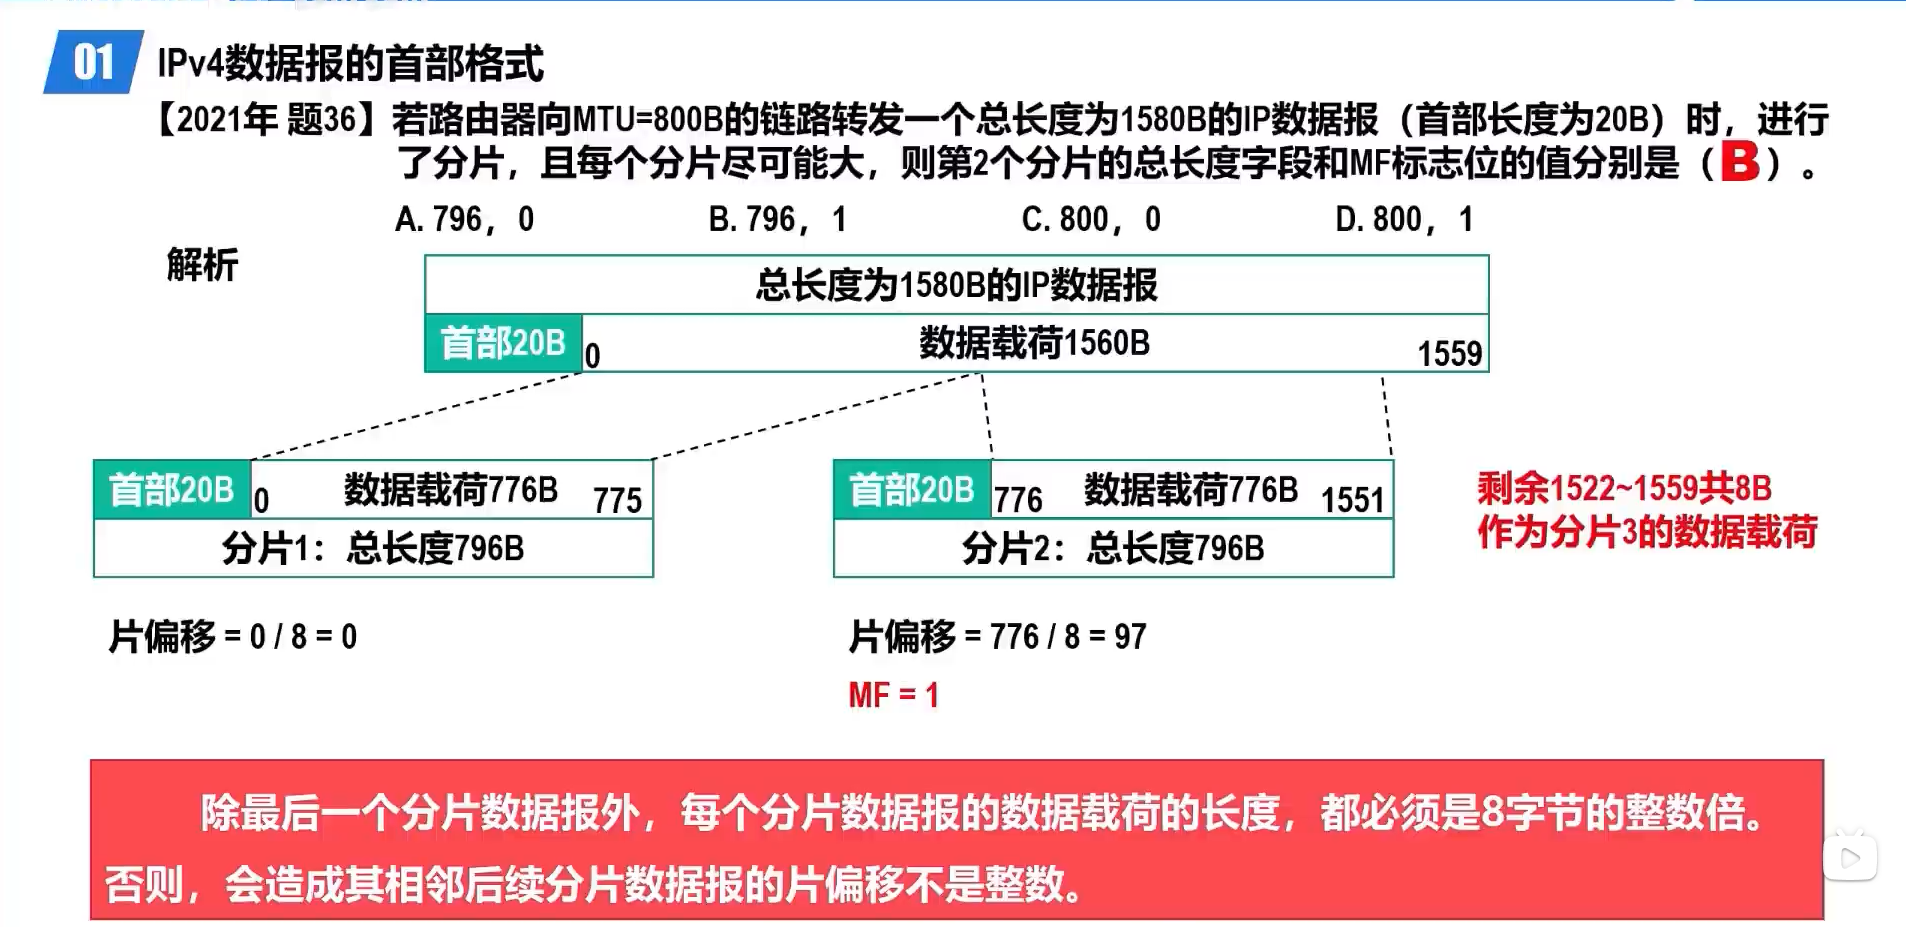 01 IPv4数据报的首部格式
【2021年 题36】若路由器向MTU=800B的链路转发一个总长度为1580B的IP数据报（首部长度为20B）时，进行
了分片，且每个分片尽可能大，则第2个分片的总长度字段和MF标志位的值分别是（B）。
A. 796，0 B. 796，1 C. 800，0 D. 800，1
解析
总长度为1580B的IP数据报
首部20B 0 数据载荷1560B 1559
首部20B 0 数据载荷776B 775
分片1：总长度796B
首部20B 776 数据载荷776B 1551
分片2：总长度796B
剩余1522~1559共8B
作为分片3的数据载荷
片偏移 = 0 / 8 = 0
片偏移 = 776 / 8 = 97
MF = 1
除最后一个分片数据报外，每个分片数据报的数据载荷的长度，都必须是8字节的整数倍。
否则，会造成其相邻后续分片数据报的片偏移不是整数。